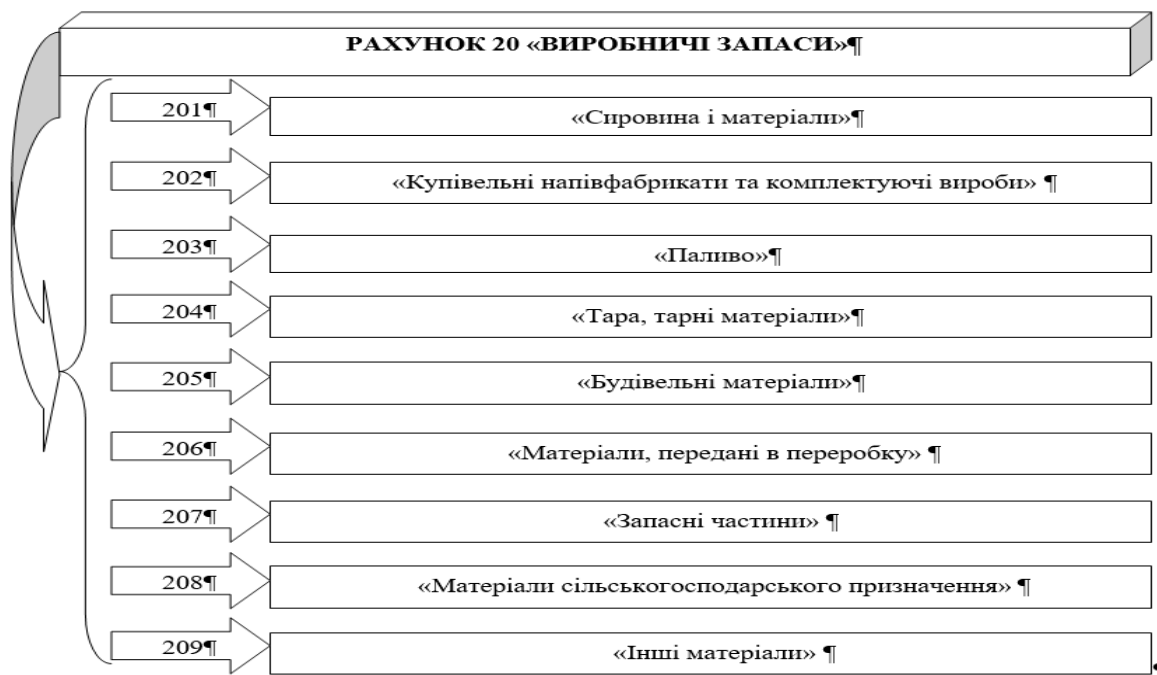 РАХУНОК 20 «ВИРОБНИЧІ ЗАПАСИ»¶
201¶ «Сировина і матеріали»¶
202¶ «Купівельні напівфабрикати та комплектуючі вироби» ¶
203¶ «Паливо»¶
204¶ «Тара, тарні матеріали»¶
205¶ «Будівельні матеріали»¶
206¶ «Матеріали, передані в переробку» ¶
207¶ «Запасні частини» ¶
208¶ «Матеріали сільськогосподарського призначення» ¶
209¶ «Інші матеріали» ¶